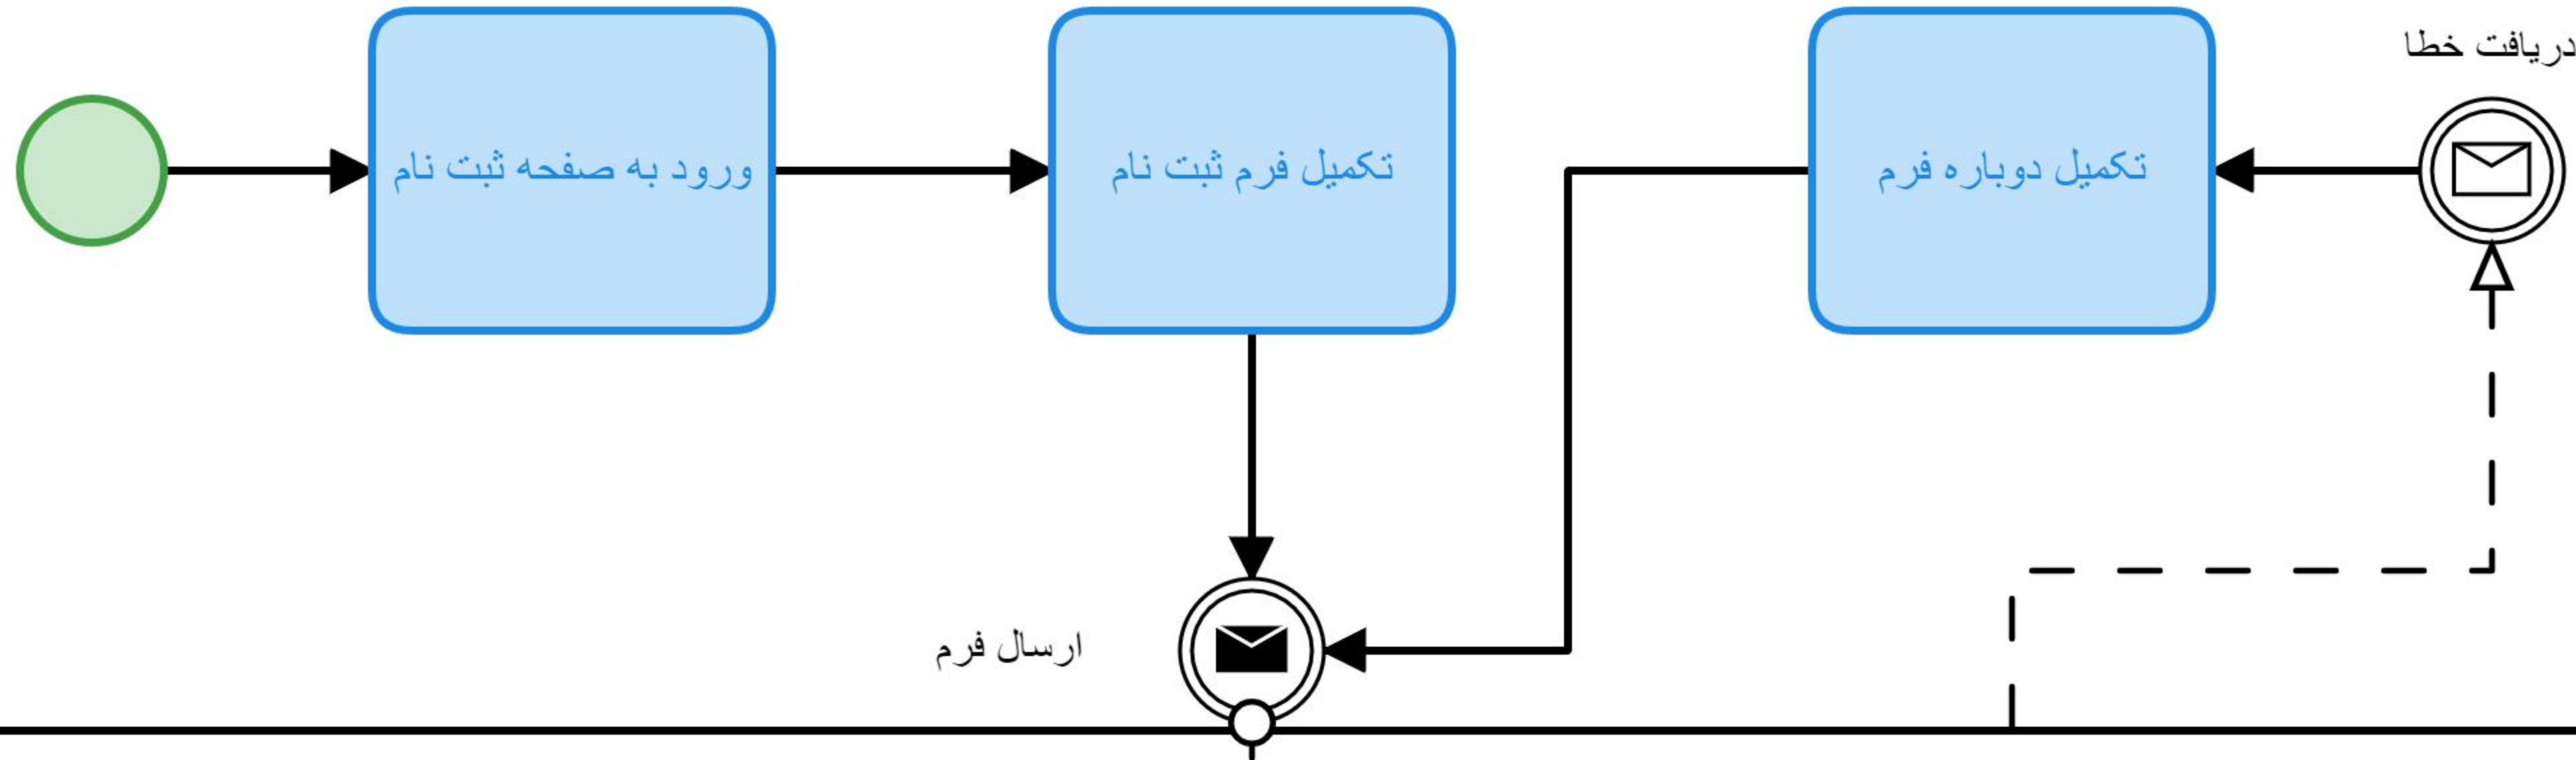 دریافت خطا
ورود به صفحه ثبت نام
تکمیل فرم ثبت نام
تکمیل دوباره فرم
ارسال فرم